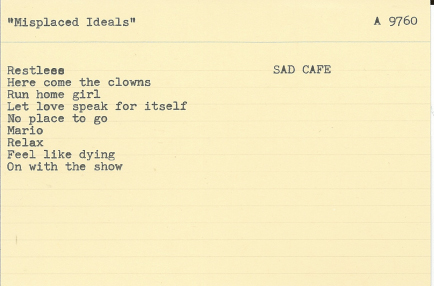 "Misplaced Ideals" A 9760
Restless SAD CAFE
Here come the clowns
Run home girl
Let love speak for itself
No place to go
Mario
Relax
Feel like dying
On with the show